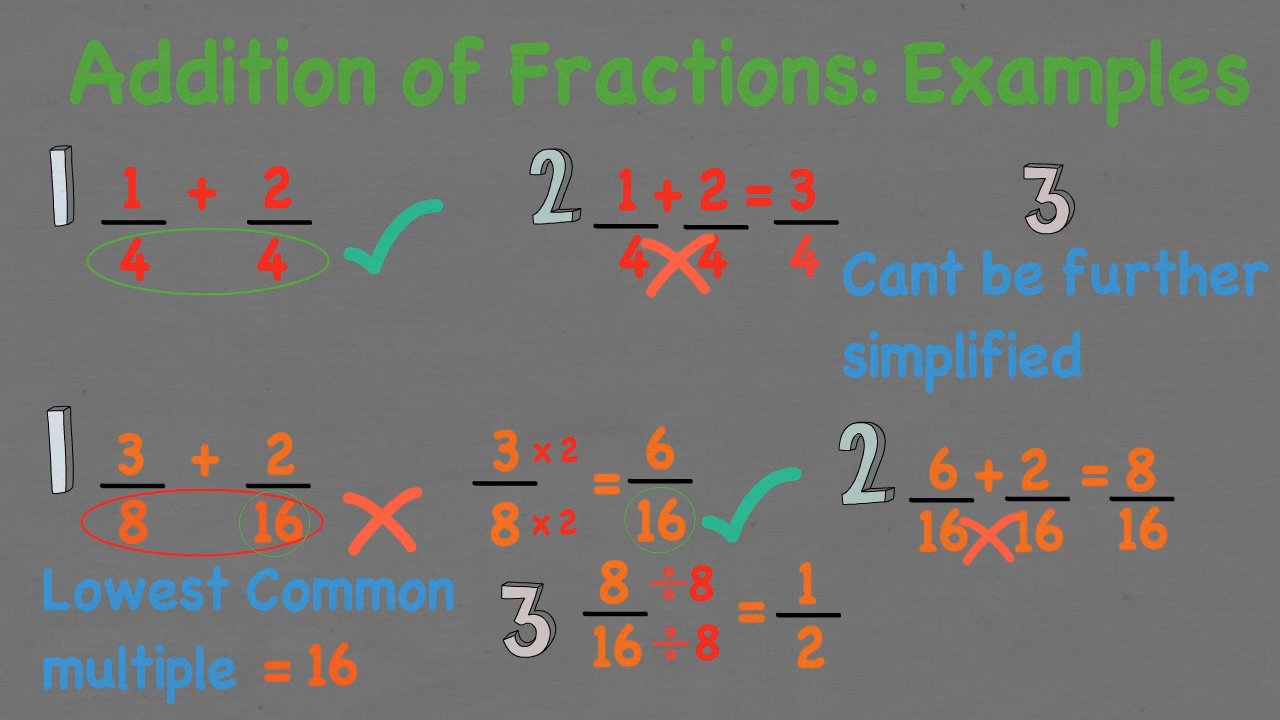 Addition of Fractions: Examples
1 1/4 + 2/4
2 1/4 + 2/4 = 3/4
3
Cant be further
simplified
1 3/8 + 2/16
3 × 2 / 8 × 2 = 6/16
2 6/16 + 2/16 = 8/16
Lowest Common
multiple = 16
3 8 ÷ 8 / 16 ÷ 8 = 1/2